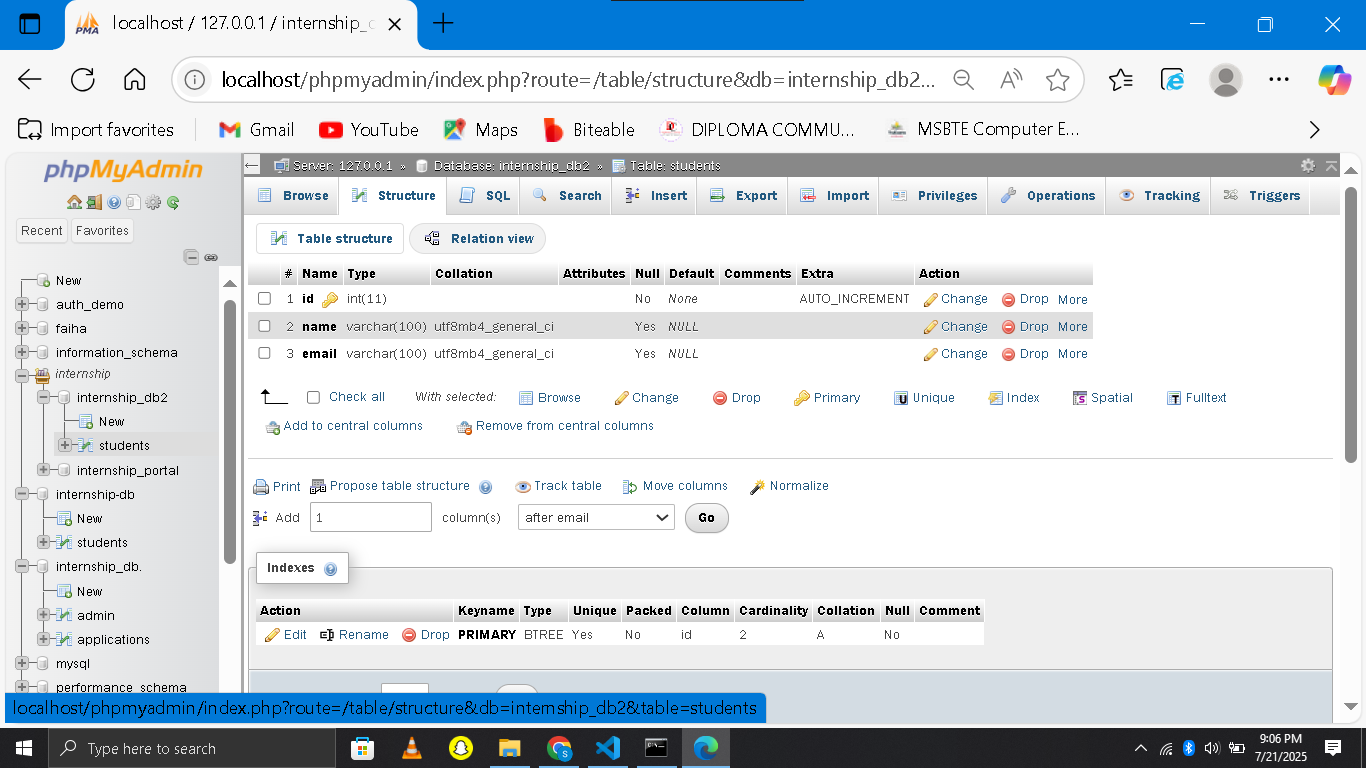 PMA localhost / 127.0.0.1 / internship_
localhost/phpmyadmin/index.php?route=/table/structure&db=internship_db2...
Import favorites Gmail YouTube Maps Biteable DIPLOMA COMMU... MSBTE Computer E...
phpMyAdmin
Recent Favorites
New
auth_demo
faiha
information_schema
internship
internship_db2
New
students
internship_portal
internship-db
New
students
internship_db.
New
admin
applications
mysql
performance_schema
Server: 127.0.0.1 » Database: internship_db2 » Table: students
Browse Structure SQL Search Insert Export Import Privileges Operations Tracking Triggers
Table structure Relation view
# Name Type Collation Attributes Null Default Comments Extra Action
1 id int(11) No None AUTO_INCREMENT Change Drop More
2 name varchar(100) utf8mb4_general_ci Yes NULL Change Drop More
3 email varchar(100) utf8mb4_general_ci Yes NULL Change Drop More
Check all With selected: Browse Change Drop Primary Unique Index Spatial Fulltext
Add to central columns Remove from central columns
Print Propose table structure Track table Move columns Normalize
Add 1 column(s) after email Go
Indexes
Action Keyname Type Unique Packed Column Cardinality Collation Null Comment
Edit Rename Drop PRIMARY BTREE Yes No id 2 A No
localhost/phpmyadmin/index.php?route=/table/structure&db=internship_db2&table=students
Type here to search
9:06 PM
7/21/2025